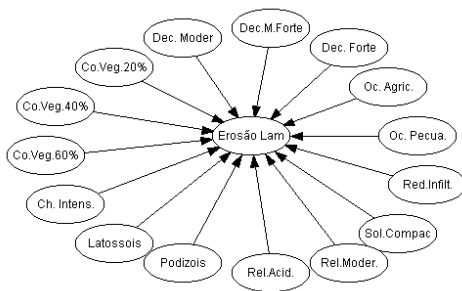 Dec.M.Forte
Dec. Moder
Dec. Forte
Co.Veg.20%
Oc. Agric.
Co.Veg.40%
Erosão Lam
Oc. Pecua.
Co.Veg.60%
Red.Infilt.
Ch. Intens.
Sol.Compac
Latossois
Podizois
Rel.Acid.
Rel.Moder.